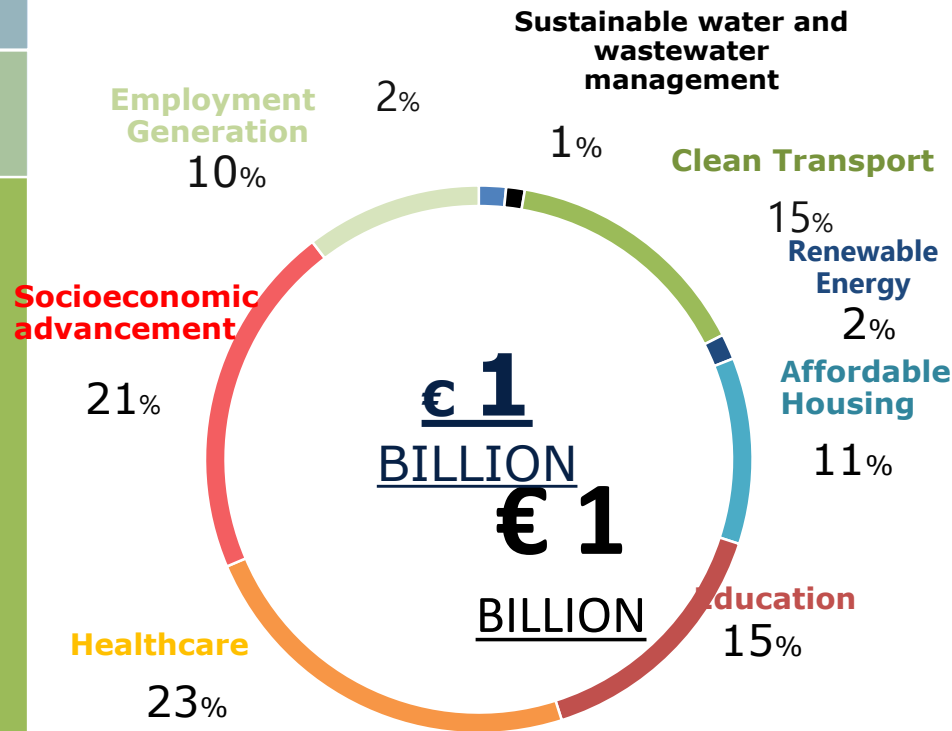 Sustainable water and
wastewater
management
1%
2%
Employment
Generation
10%
Clean Transport
15%
Renewable
Energy
2%
Socioeconomic
advancement
21%
Affordable
Housing
11%
€ 1
BILLION
€ 1
BILLION
Education
15%
Healthcare
23%